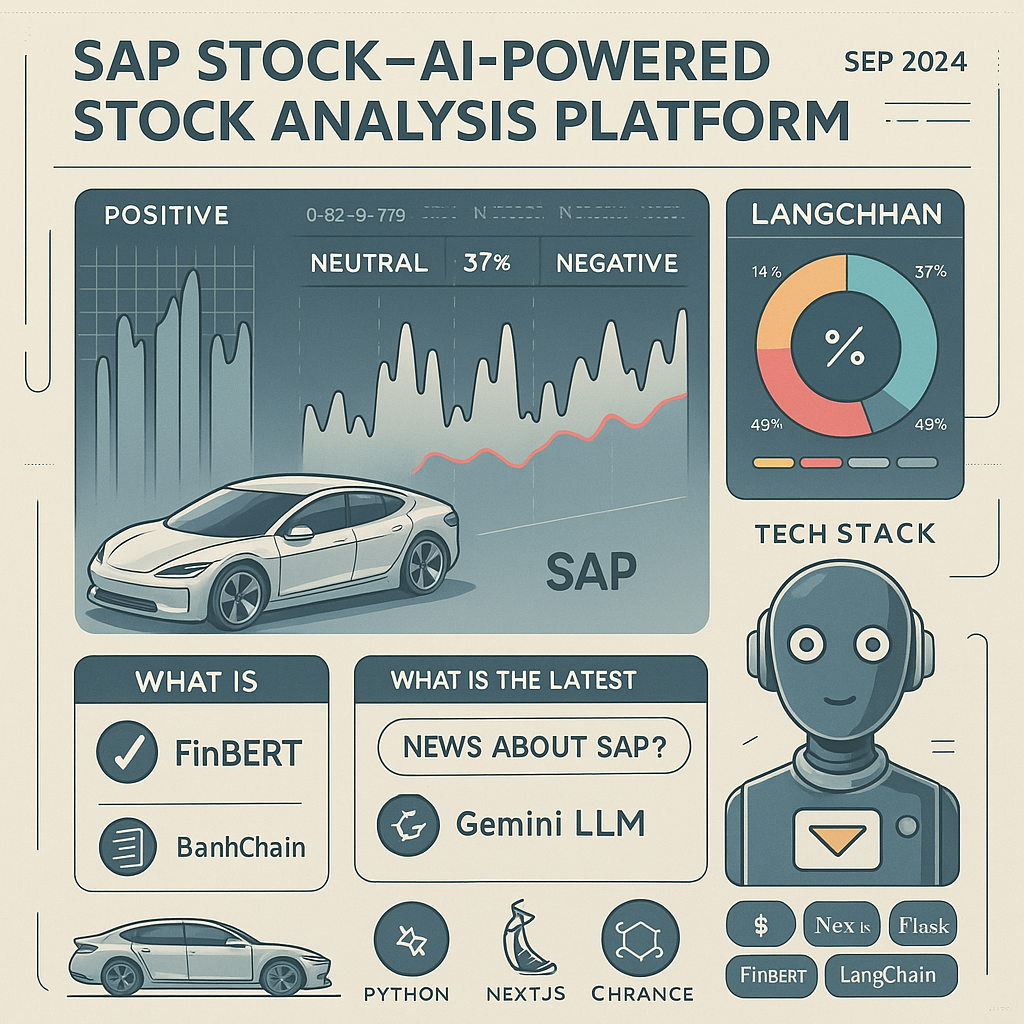 SAP STOCK–AI-POWERED
STOCK ANALYSIS PLATFORM
SEP 2024
POSITIVE
0-82-9-779
NEUTRAL 37% NEGATIVE
SAP
LANGCHHAN
14%
37%
%
49%
49%
TECH STACK
WHAT IS
FinBERT
BanhChain
WHAT IS THE LATEST
NEWS ABOUT SAP?
Gemini LLM
PYTHON
NEXTJS
CHRANCE
$
Nex is
Flask
FinBERT
LangChain